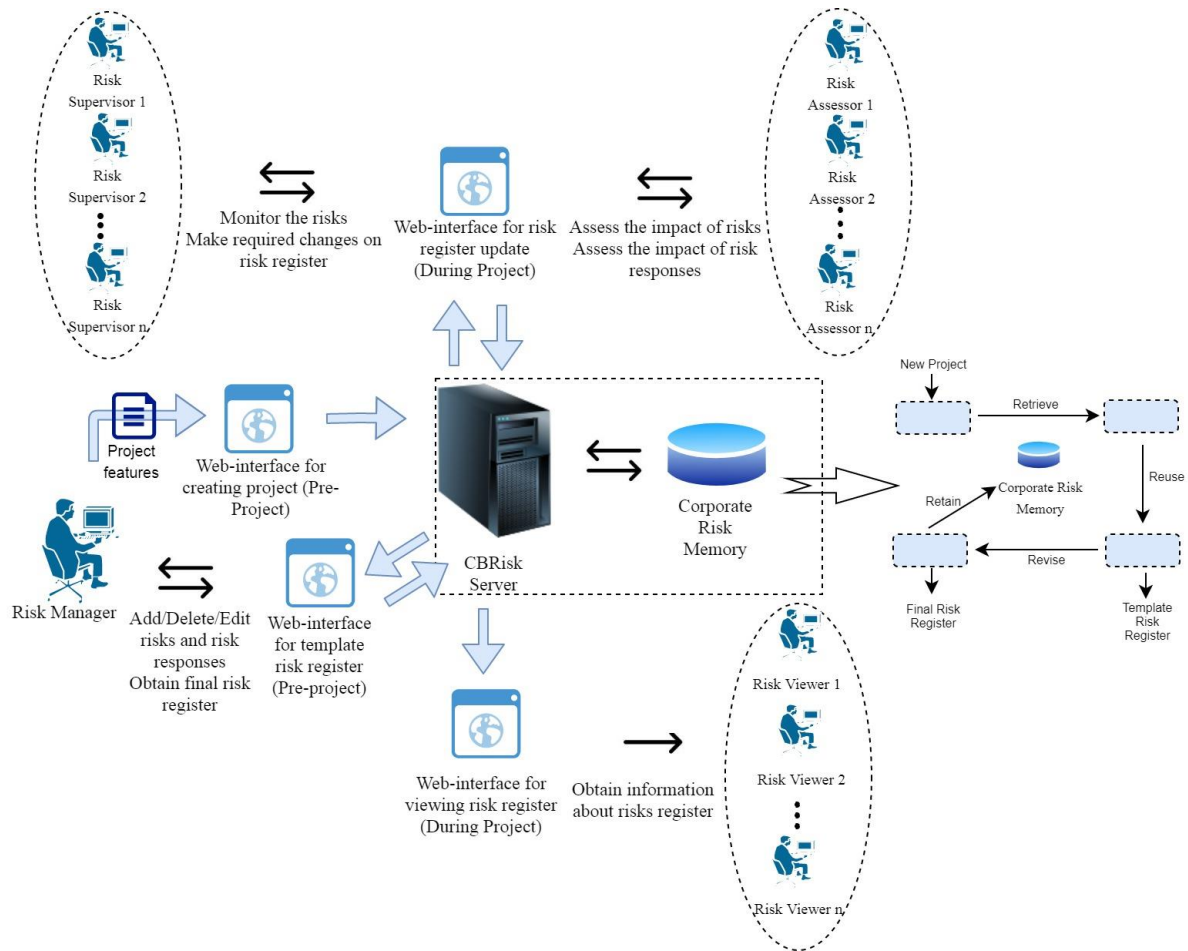 Risk
Supervisor 1
Risk
Supervisor 2
Risk
Supervisor n
Monitor the risks
Make required changes on
risk register
Web-interface for risk
register update
(During Project)
Assess the impact of risks
Assess the impact of risk
responses
Risk
Assessor 1
Risk
Assessor 2
Risk
Assessor n
Project
features
Web-interface for
creating project (Pre-
Project)
CBRisk
Server
Corporate
Risk
Memory
New Project
Retrieve
Reuse
Corporate Risk
Memory
Retain
Revise
Final Risk
Register
Template
Risk
Register
Risk Manager
Add/Delete/Edit
risks and risk
responses
Obtain final risk
register
Web-interface
for template
risk register
(Pre-project)
Web-interface for
viewing risk register
(During Project)
Obtain information
about risks register
Risk Viewer 1
Risk Viewer 2
Risk Viewer n